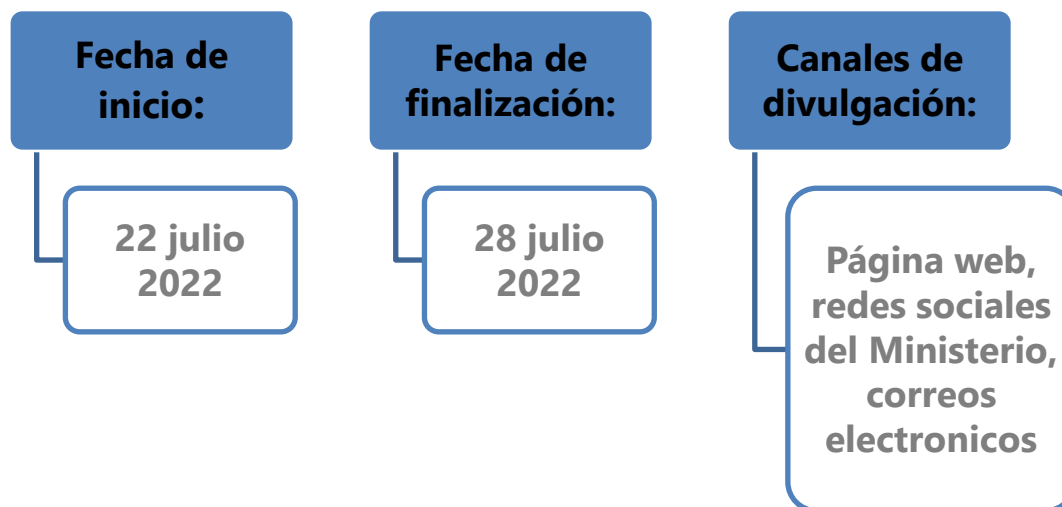 Fecha de
inicio:
22 julio
2022
Fecha de
finalización:
28 julio
2022
Canales de
divulgación:
Página web,
redes sociales
del Ministerio,
correos
electronicos